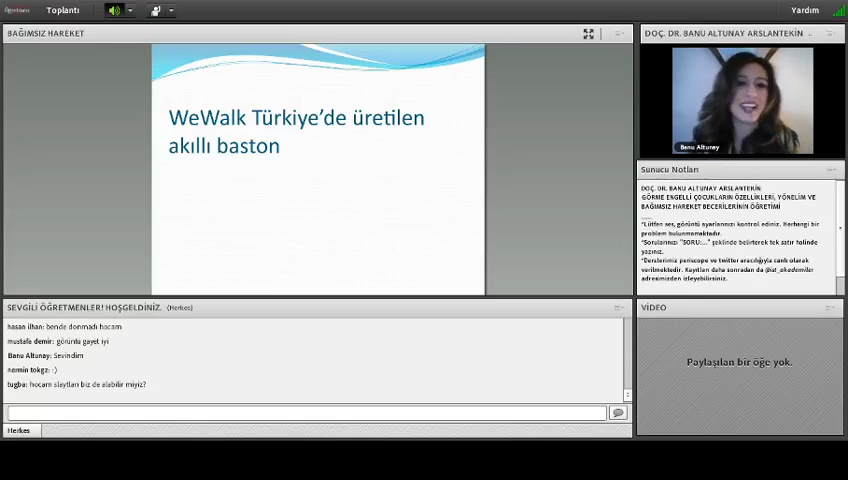 Öğretmen Toplantı Yardım
BAĞIMSIZ HAREKET
WeWalk Türkiye'de üretilen
akıllı baston
DOÇ. DR. BANU ALTUNAY ARSLANTEKİN ..
Banu Altunay
Sunucu Notları
DOÇ. DR. BANU ALTUNAY ARSLANTEKİN
GÖRME ENGELLİ ÇOCUKLARIN ÖZELLİKLERİ, YÖNELİM VE
BAĞIMSIZ HAREKET BECERİLERİNİN ÖĞRETİMİ
*Lütfen ses, görüntü ayarlarınızı kontrol ediniz. Herhangi bir
problem bulunmamaktadır.
*Sorularınızı "SORU:..." şeklinde belirterek tek satır halinde
yazınız.
*Derslerimiz periscope ve twitter aracılığıyla canlı olarak
verilmektedir. Kayıtları daha sonradan da @ist_akademiler
adresimizden izleyebilirsiniz.
SEVGİLİ ÖĞRETMENLER! HOŞGELDİNİZ. (Herkes)
hasan ilhan: bende donmadı hocam
mustafa demir: görüntü gayet iyi
Banu Altunay: Sevindim
nermin tokgz: :)
tugba: hocam slaytları biz de alabilir miyiz?
Herkes
VİDEO
Paylaşılan bir öğe yok.